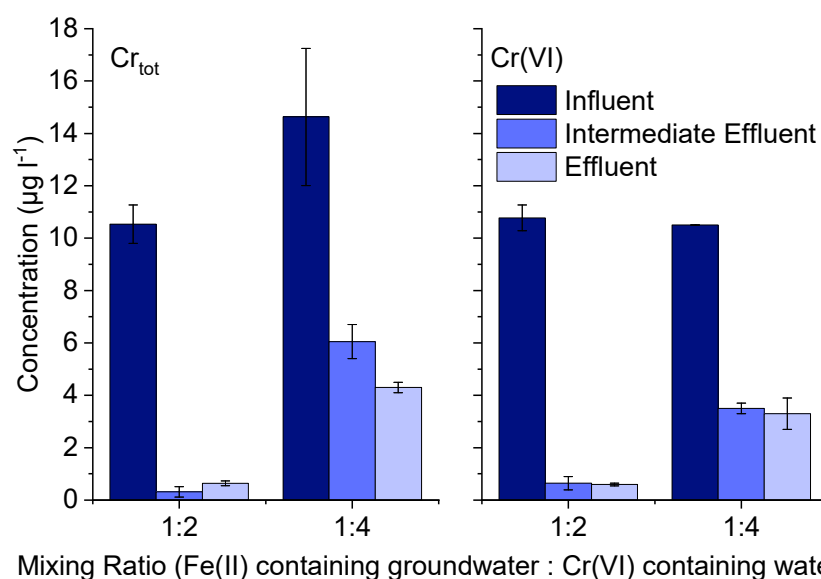 Cr_tot
Cr(VI)
Influent
Intermediate Effluent
Effluent
Concentration (µg l⁻¹)
18
16
14
12
10
8
6
4
2
0
1:2
1:4
1:2
1:4
Mixing Ratio (Fe(II) containing groundwater : Cr(VI) containing wate